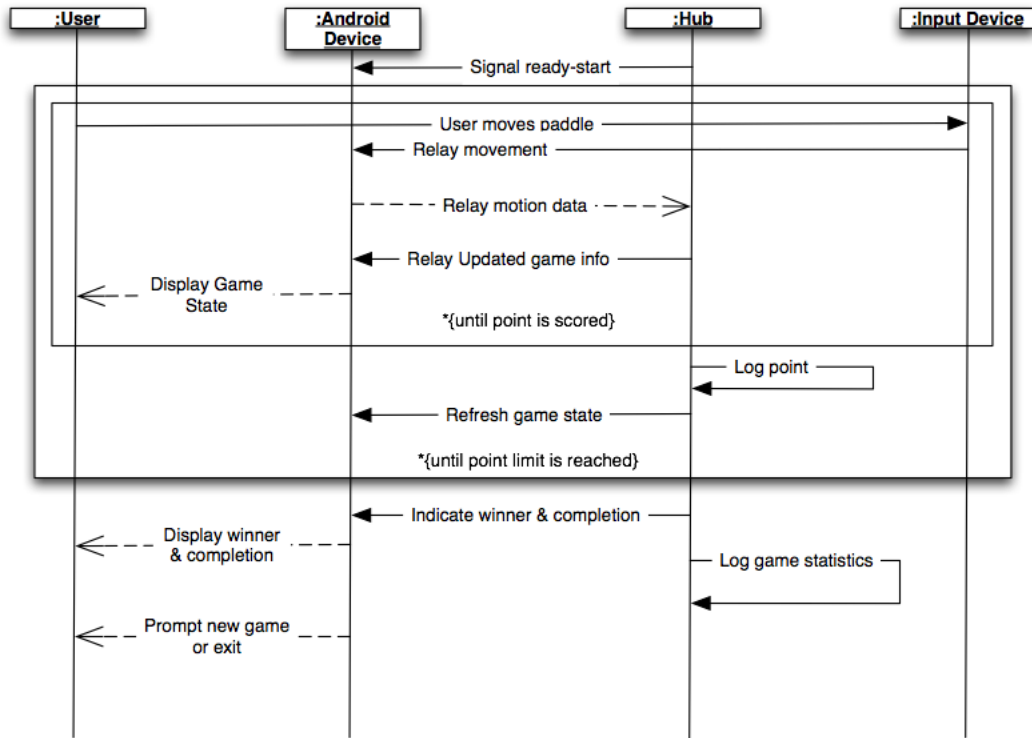 :User
:Android
Device
:Hub
:Input Device
Signal ready-start
User moves paddle
Relay movement
Relay motion data
Relay Updated game info
Display Game
State
*{until point is scored}
Log point
Refresh game state
*{until point limit is reached}
Indicate winner & completion
Display winner
& completion
Log game statistics
Prompt new game
or exit